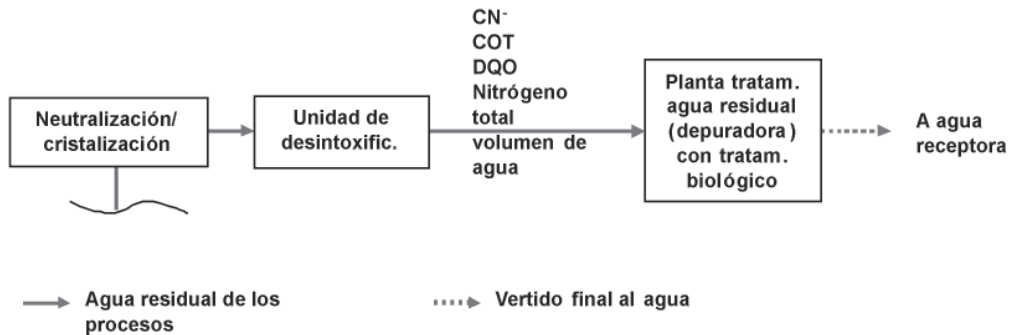 CN-
COT
DQO
Nitrógeno
total
volumen de
agua
Neutralización/
cristalización
Unidad de
desintoxific.
Planta tratam.
agua residual
(depuradora)
con tratam.
biológico
A agua
receptora
Agua residual de los
procesos
Vertido final al agua